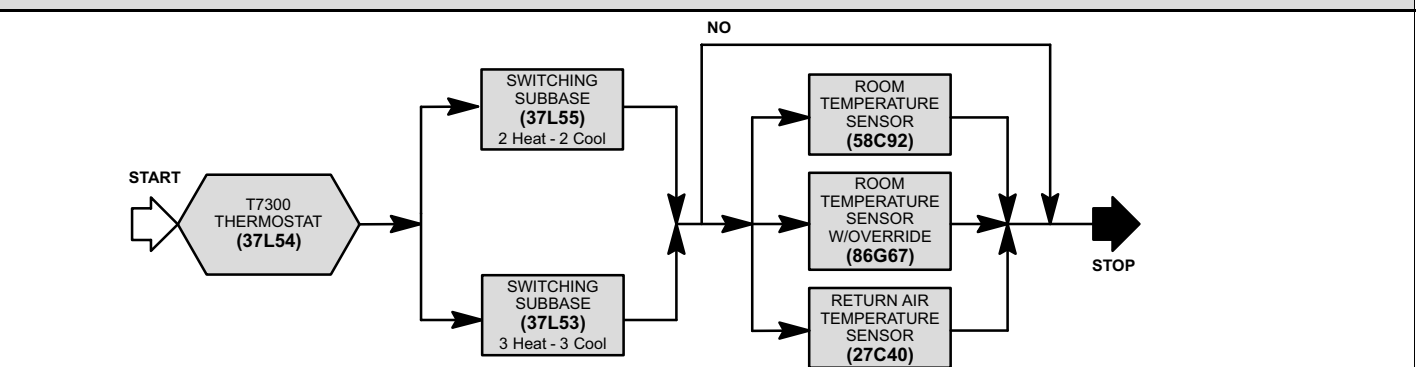 NO
START
T7300
THERMOSTAT
(37L54)
SWITCHING
SUBBASE
(37L55)
2 Heat - 2 Cool
SWITCHING
SUBBASE
(37L53)
3 Heat - 3 Cool
ROOM
TEMPERATURE
SENSOR
(58C92)
ROOM
TEMPERATURE
SENSOR
W/OVERRIDE
(86G67)
RETURN AIR
TEMPERATURE
SENSOR
(27C40)
STOP